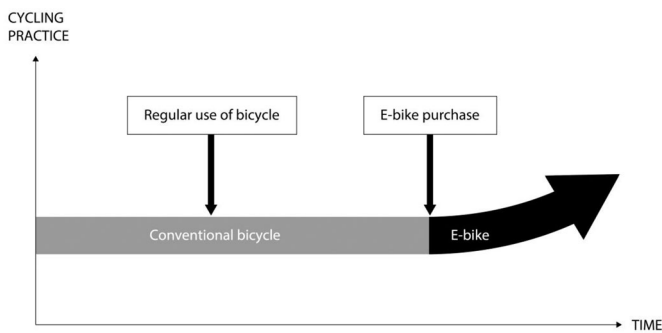 CYCLING
PRACTICE
Regular use of bicycle
E-bike purchase
Conventional bicycle
E-bike
TIME